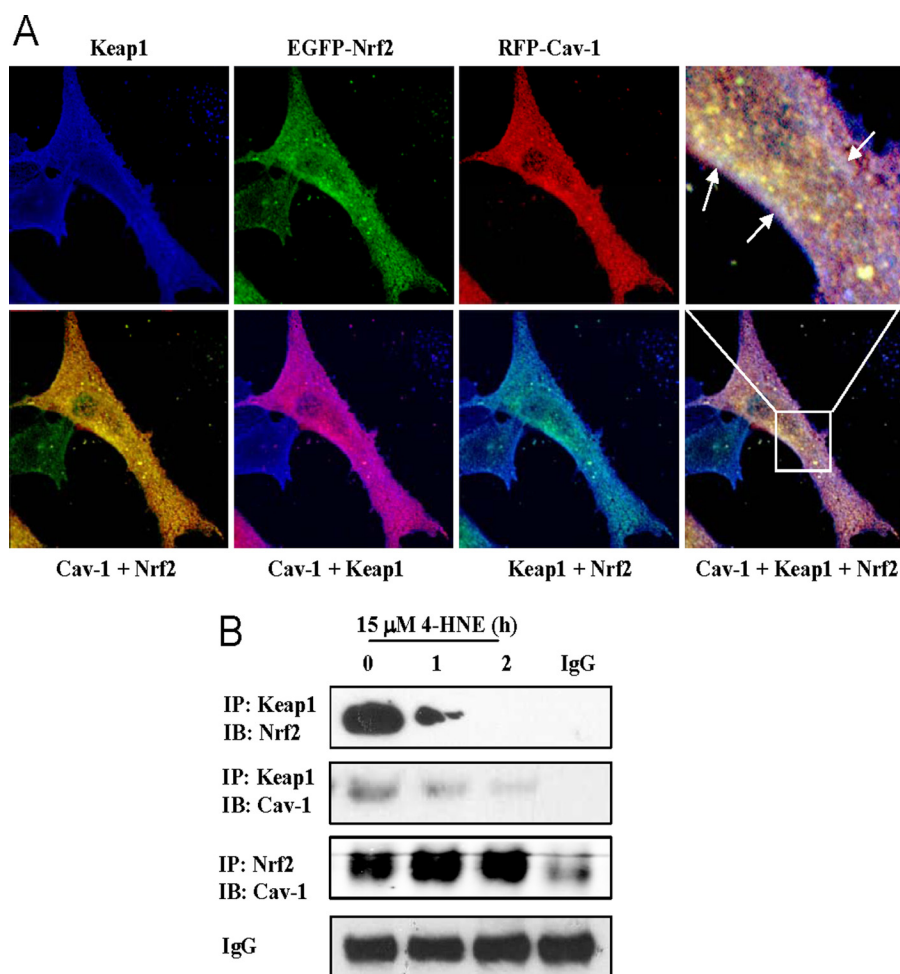 A
Keap1
EGFP-Nrf2
RFP-Cav-1
Cav-1 + Nrf2
Cav-1 + Keap1
Keap1 + Nrf2
Cav-1 + Keap1 + Nrf2
B
15 μM 4-HNE (h)
0 1 2 IgG
IP: Keap1
IB: Nrf2
IP: Keap1
IB: Cav-1
IP: Nrf2
IB: Cav-1
IgG